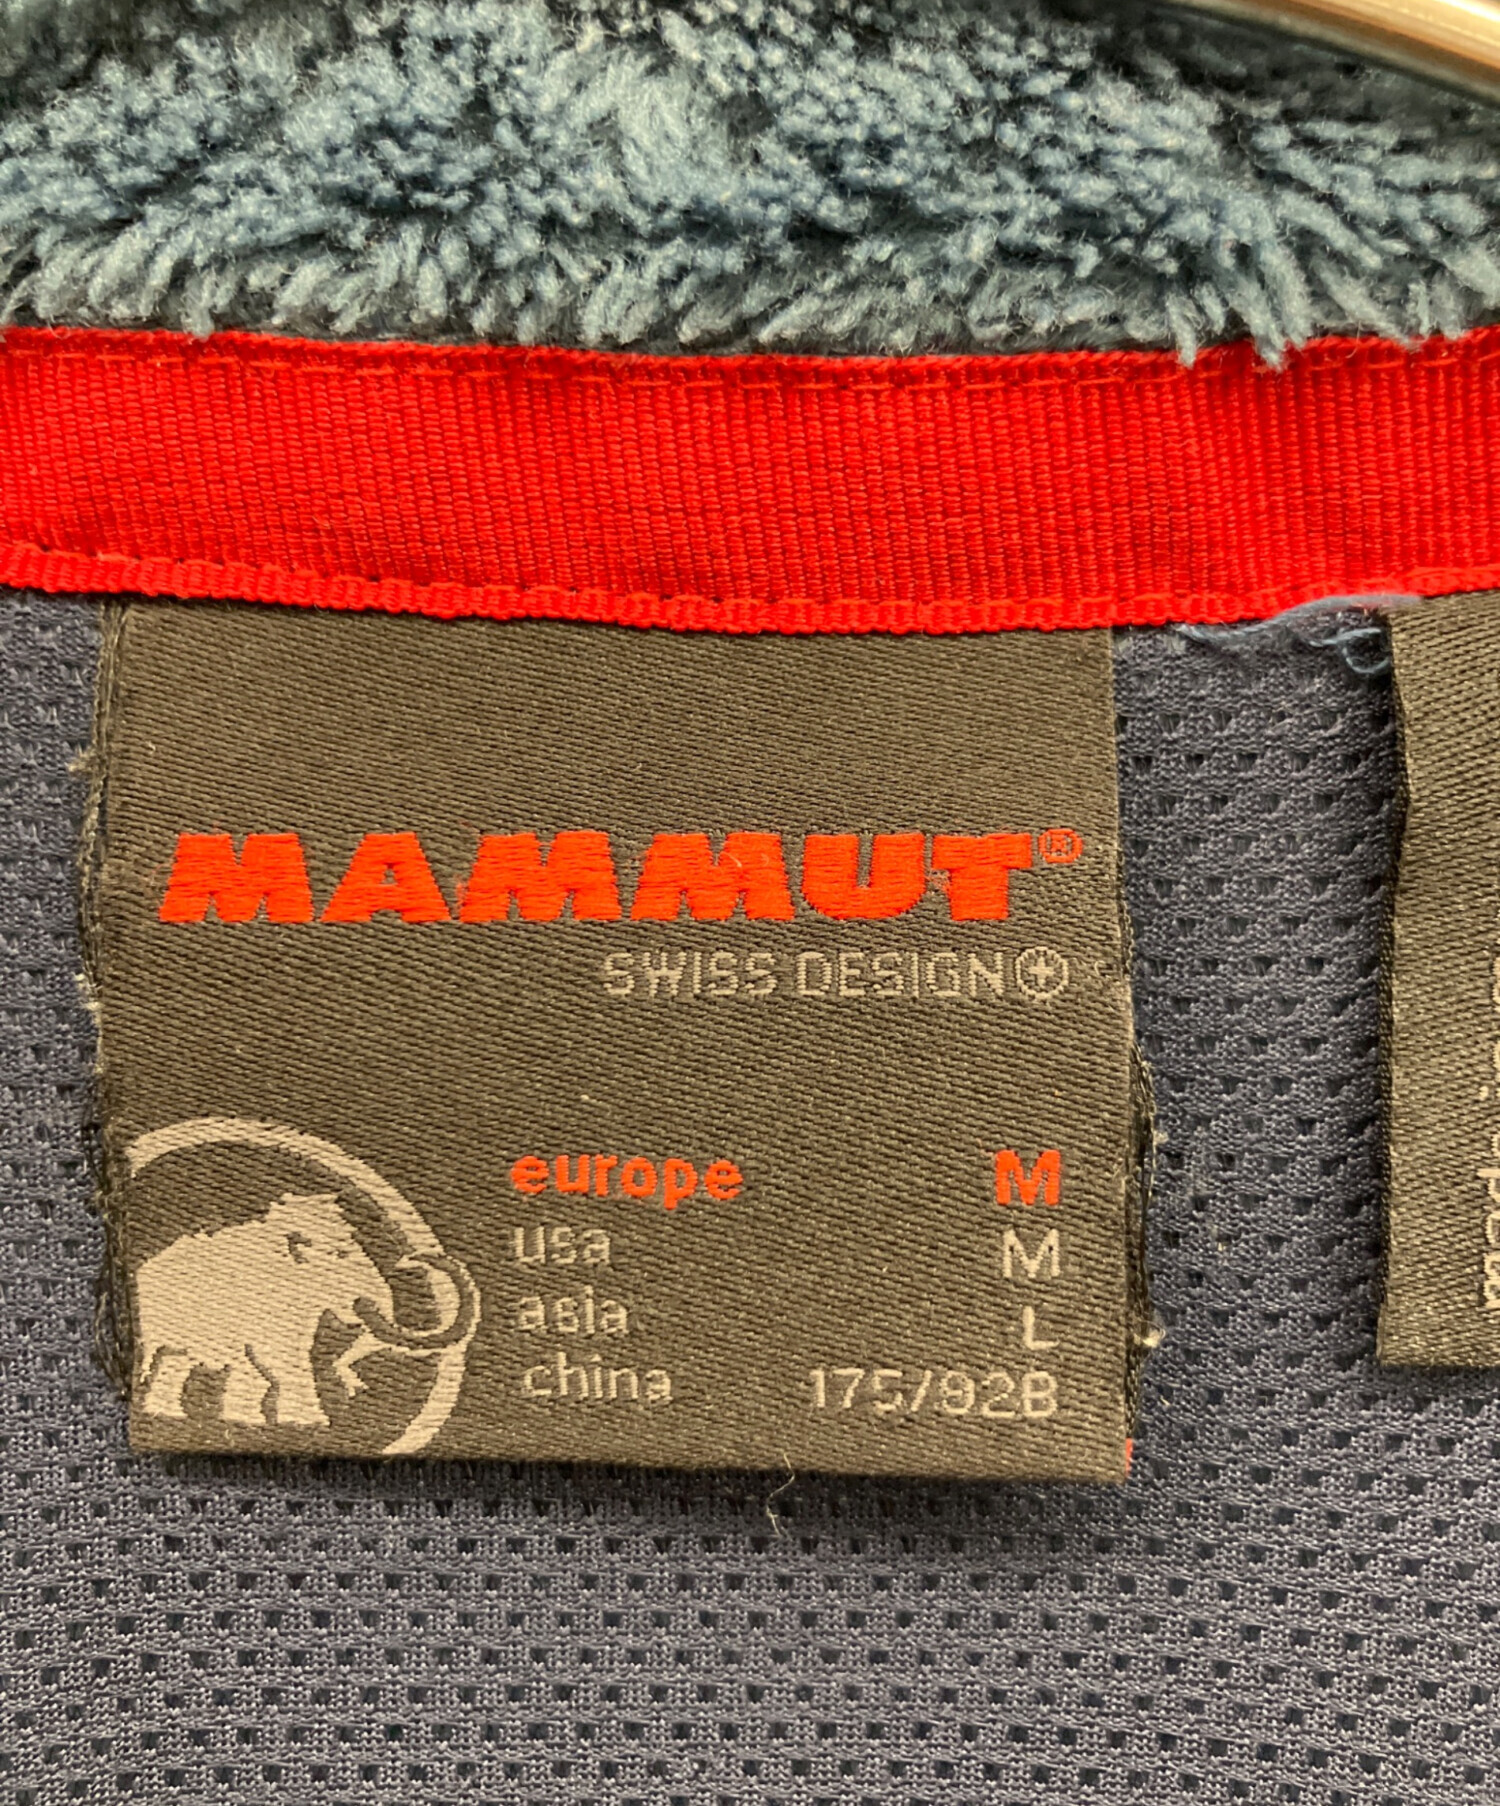 MAMMUT®
SWISS DESIGN
europe M
usa M
asia L
china 175/92B